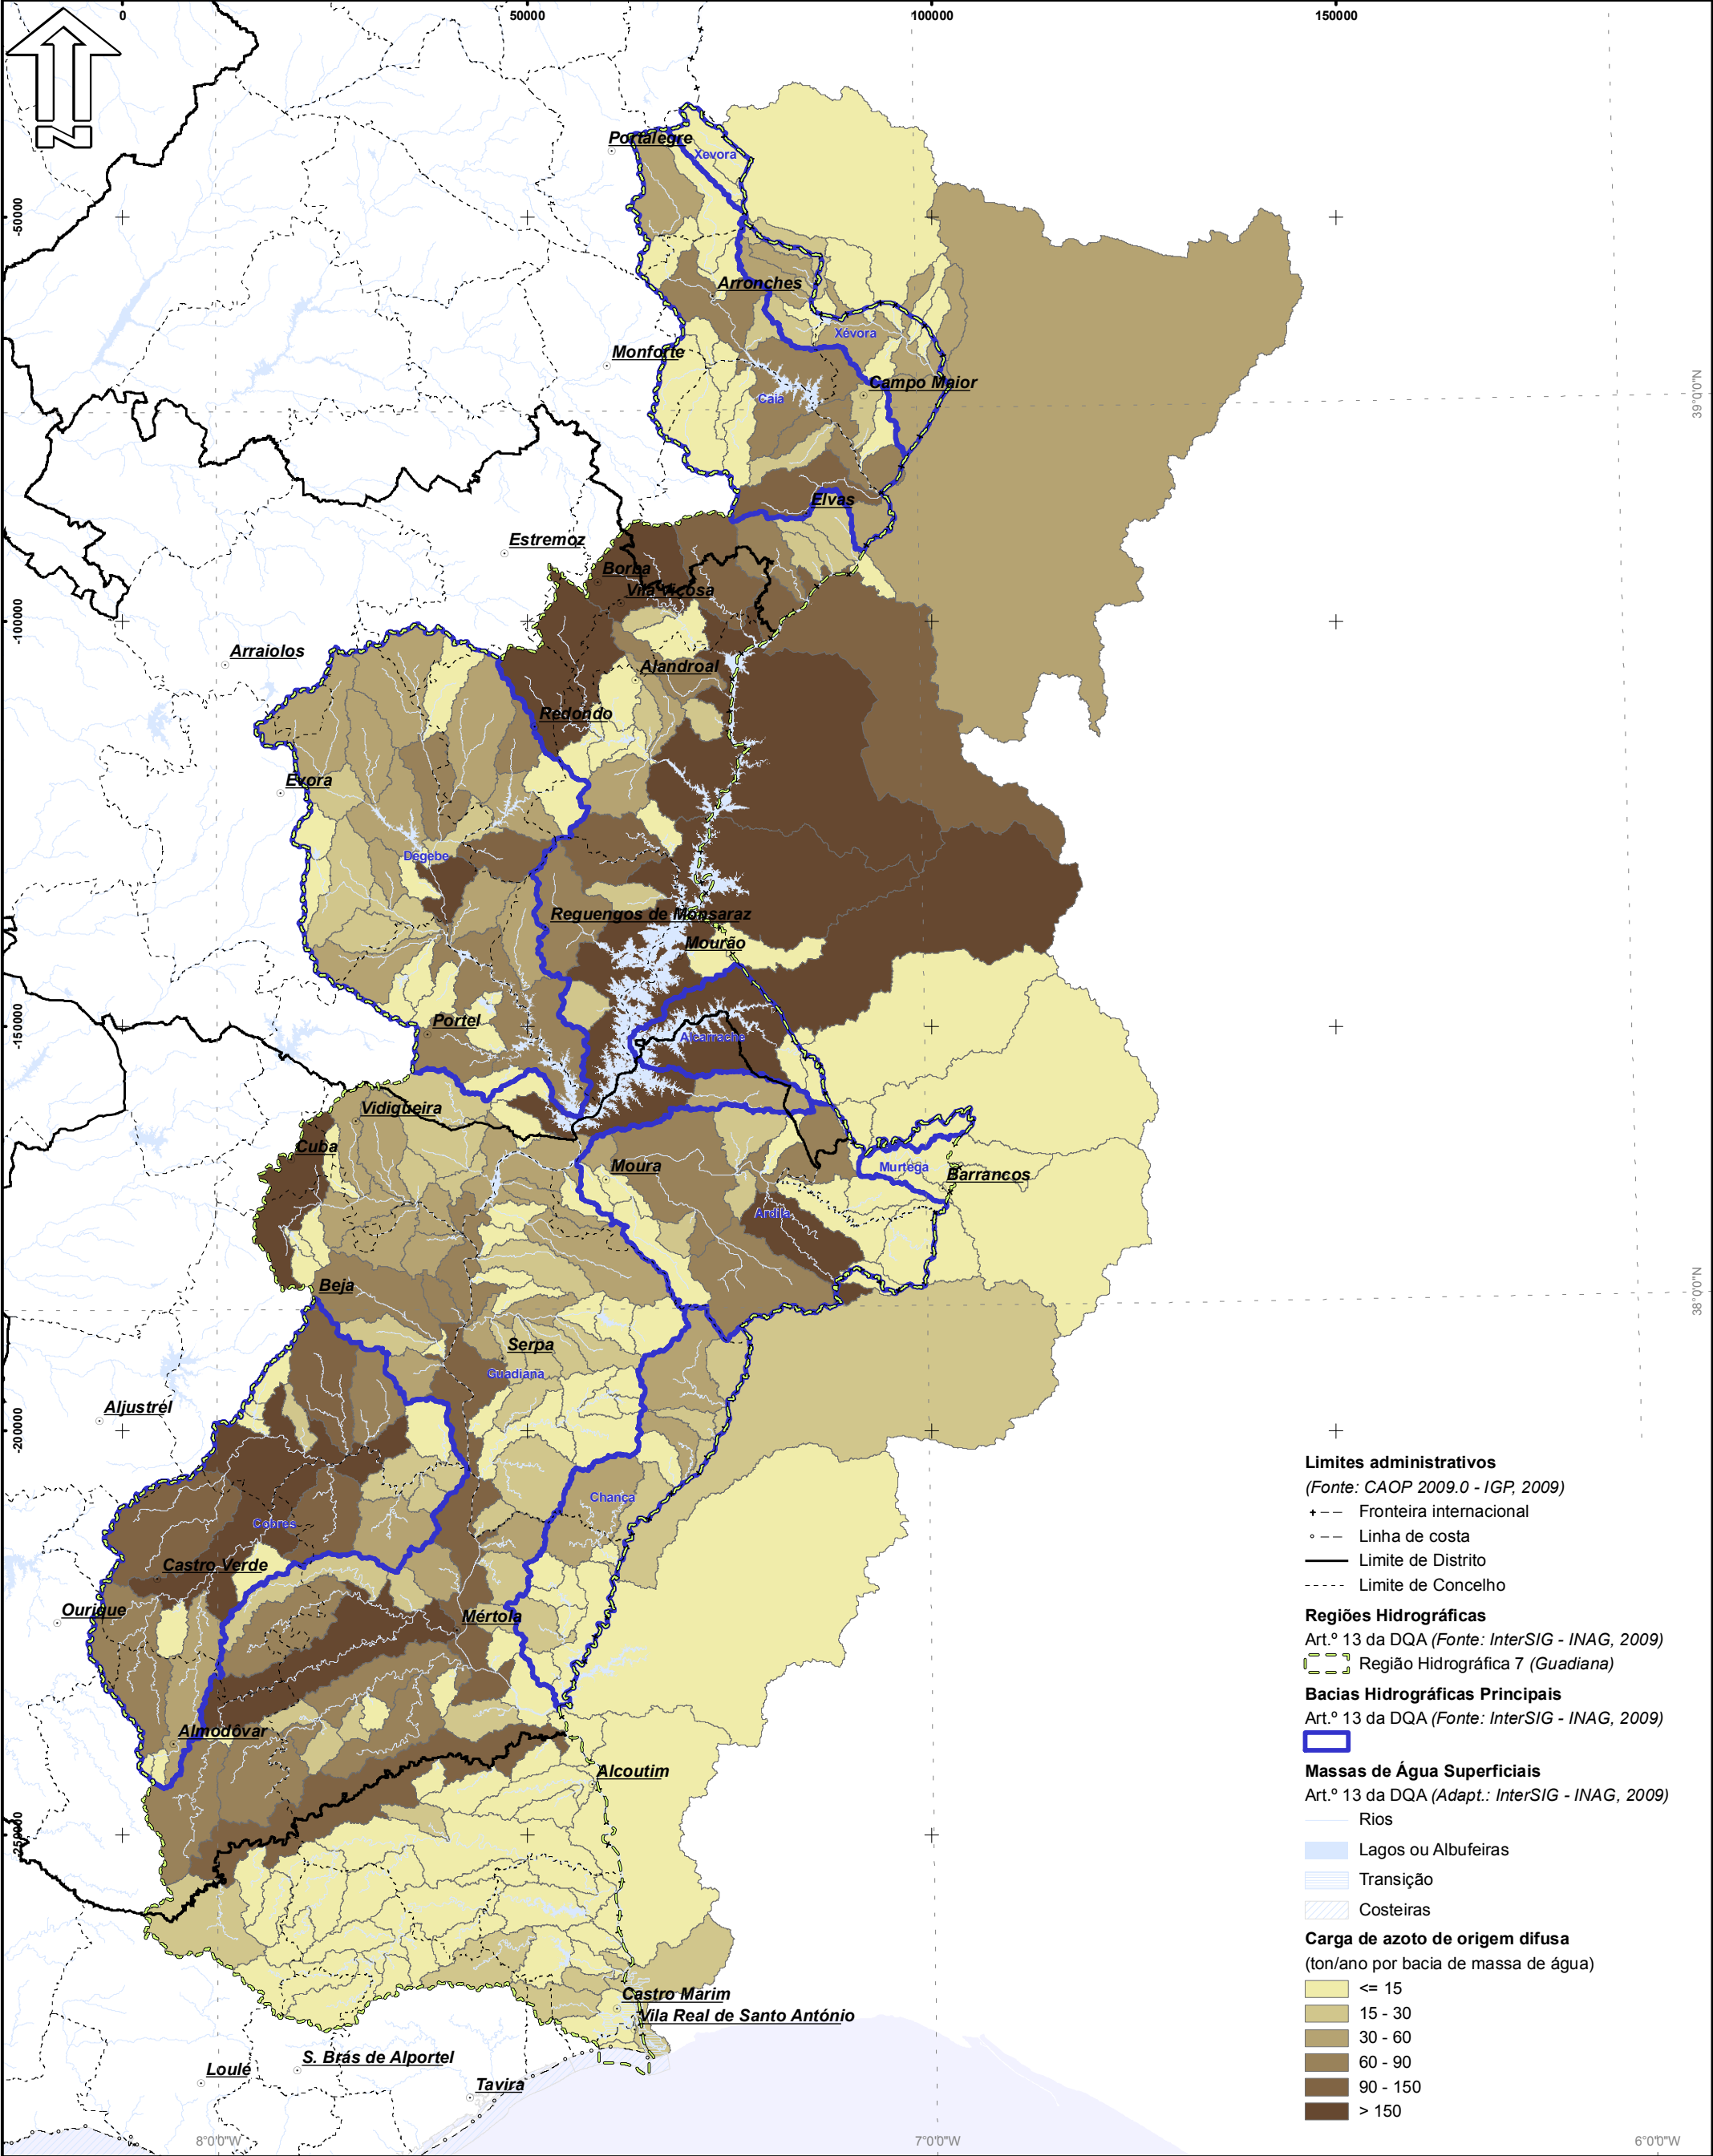 0
50000
100000
150000
N
-50000
-100000
-150000
-200000
-250000
39°0'0"N
38°0'0"N
8°0'0"W
7°0'0"W
6°0'0"W
Portalegre
Xevora
Arronches
Xévora
Monforte
Campo Maior
Caia
Elvas
Estremoz
Borba
Vila Viçosa
Arraiolos
Alandroal
Redondo
Évora
Degebe
Reguengos de Monsaraz
Mourão
Portel
Alcarrache
Vidigueira
Cuba
Moura
Murtega
Barrancos
Ardila
Beja
Serpa
Guadiana
Aljustrel
Chança
Cobres
Castro Verde
Ourique
Mértola
Almodôvar
Alcoutim
Castro Marim
Vila Real de Santo António
S. Brás de Alportel
Loulé
Tavira
Limites administrativos
(Fonte: CAOP 2009.0 - IGP, 2009)
Fronteira internacional
Linha de costa
Limite de Distrito
Limite de Concelho
Regiões Hidrográficas
Art.º 13 da DQA (Fonte: InterSIG - INAG, 2009)
Região Hidrográfica 7 (Guadiana)
Bacias Hidrográficas Principais
Art.º 13 da DQA (Fonte: InterSIG - INAG, 2009)
Massas de Água Superficiais
Art.º 13 da DQA (Adapt.: InterSIG - INAG, 2009)
Rios
Lagos ou Albufeiras
Transição
Costeiras
Carga de azoto de origem difusa
(ton/ano por bacia de massa de água)
<= 15
15 - 30
30 - 60
60 - 90
90 - 150
> 150